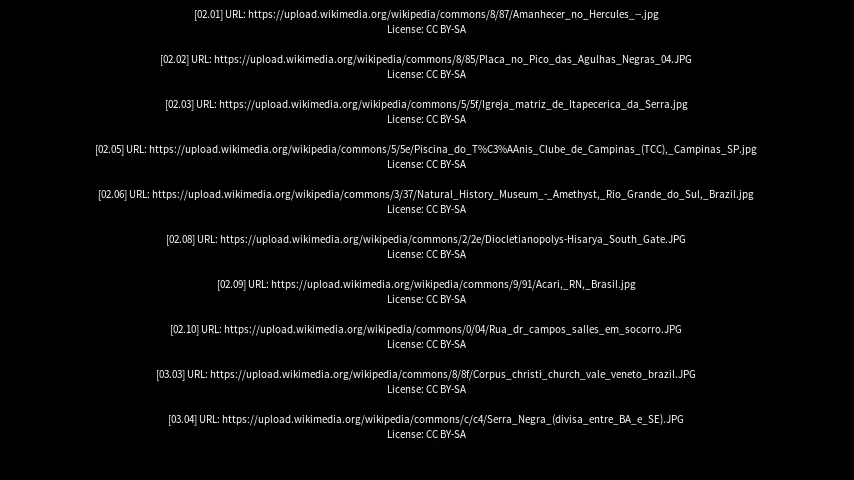 [02.01] URL: https://upload.wikimedia.org/wikipedia/commons/8/87/Amanhecer_no_Hercules_--.jpg
License: CC BY-SA
[02.02] URL: https://upload.wikimedia.org/wikipedia/commons/8/85/Placa_no_Pico_das_Agulhas_Negras_04.JPG
License: CC BY-SA
[02.03] URL: https://upload.wikimedia.org/wikipedia/commons/5/5f/Igreja_matriz_de_Itapecerica_da_Serra.jpg
License: CC BY-SA
[02.05] URL: https://upload.wikimedia.org/wikipedia/commons/5/5e/Piscina_do_T%C3%AAnis_Clube_de_Campinas_(TCC),_Campinas_SP.jpg
License: CC BY-SA
[02.06] URL: https://upload.wikimedia.org/wikipedia/commons/3/37/Natural_History_Museum_-_Amethyst,_Rio_Grande_do_Sul,_Brazil.jpg
License: CC BY-SA
[02.08] URL: https://upload.wikimedia.org/wikipedia/commons/2/2e/Diocletianopolys-Hisarya_South_Gate.JPG
License: CC BY-SA
[02.09] URL: https://upload.wikimedia.org/wikipedia/commons/9/91/Acari,_RN,_Brasil.jpg
License: CC BY-SA
[02.10] URL: https://upload.wikimedia.org/wikipedia/commons/0/04/Rua_dr_campos_salles_em_socorro.JPG
License: CC BY-SA
[03.03] URL: https://upload.wikimedia.org/wikipedia/commons/8/8f/Corpus_christi_church_vale_veneto_brazil.JPG
License: CC BY-SA
[03.04] URL: https://upload.wikimedia.org/wikipedia/commons/c/c4/Serra_Negra_(divisa_entre_BA_e_SE).JPG
License: CC BY-SA